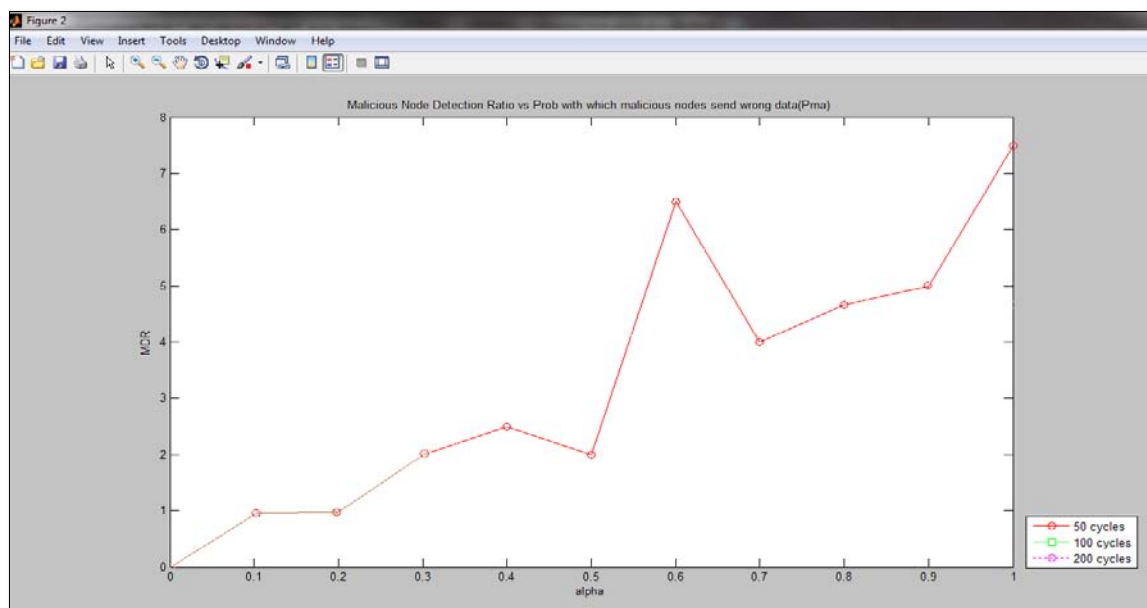 Figure 2
File Edit View Insert Tools Desktop Window Help
Malicious Node Detection Ratio vs Prob with which malicious nodes send wrong data(Pma)
8
7
6
5
4
3
2
1
0
MDR
0 0.1 0.2 0.3 0.4 0.5 0.6 0.7 0.8 0.9 1
alpha
50 cycles
100 cycles
200 cycles